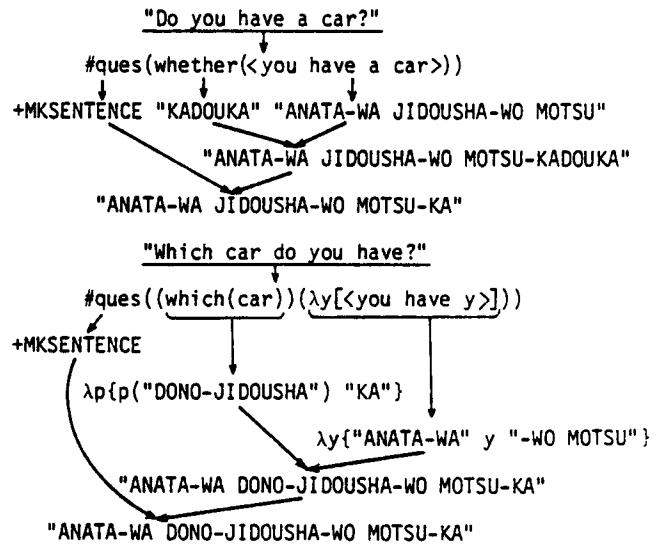 "Do you have a car?"
#ques(whether(<you have a car>))
+MKSENTENCE "KADOUKA" "ANATA-WA JIDOUSHA-WO MOTSU"
"ANATA-WA JIDOUSHA-WO MOTSU-KADOUKA"
"ANATA-WA JIDOUSHA-WO MOTSU-KA"
"Which car do you have?"
#ques((which(car))(λy[<you have y>]))
+MKSENTENCE
λp{p("DONO-JIDOUSHA") "KA"}
λy{"ANATA-WA" y "-WO MOTSU"}
"ANATA-WA DONO-JIDOUSHA-WO MOTSU-KA"
"ANATA-WA DONO-JIDOUSHA-WO MOTSU-KA"